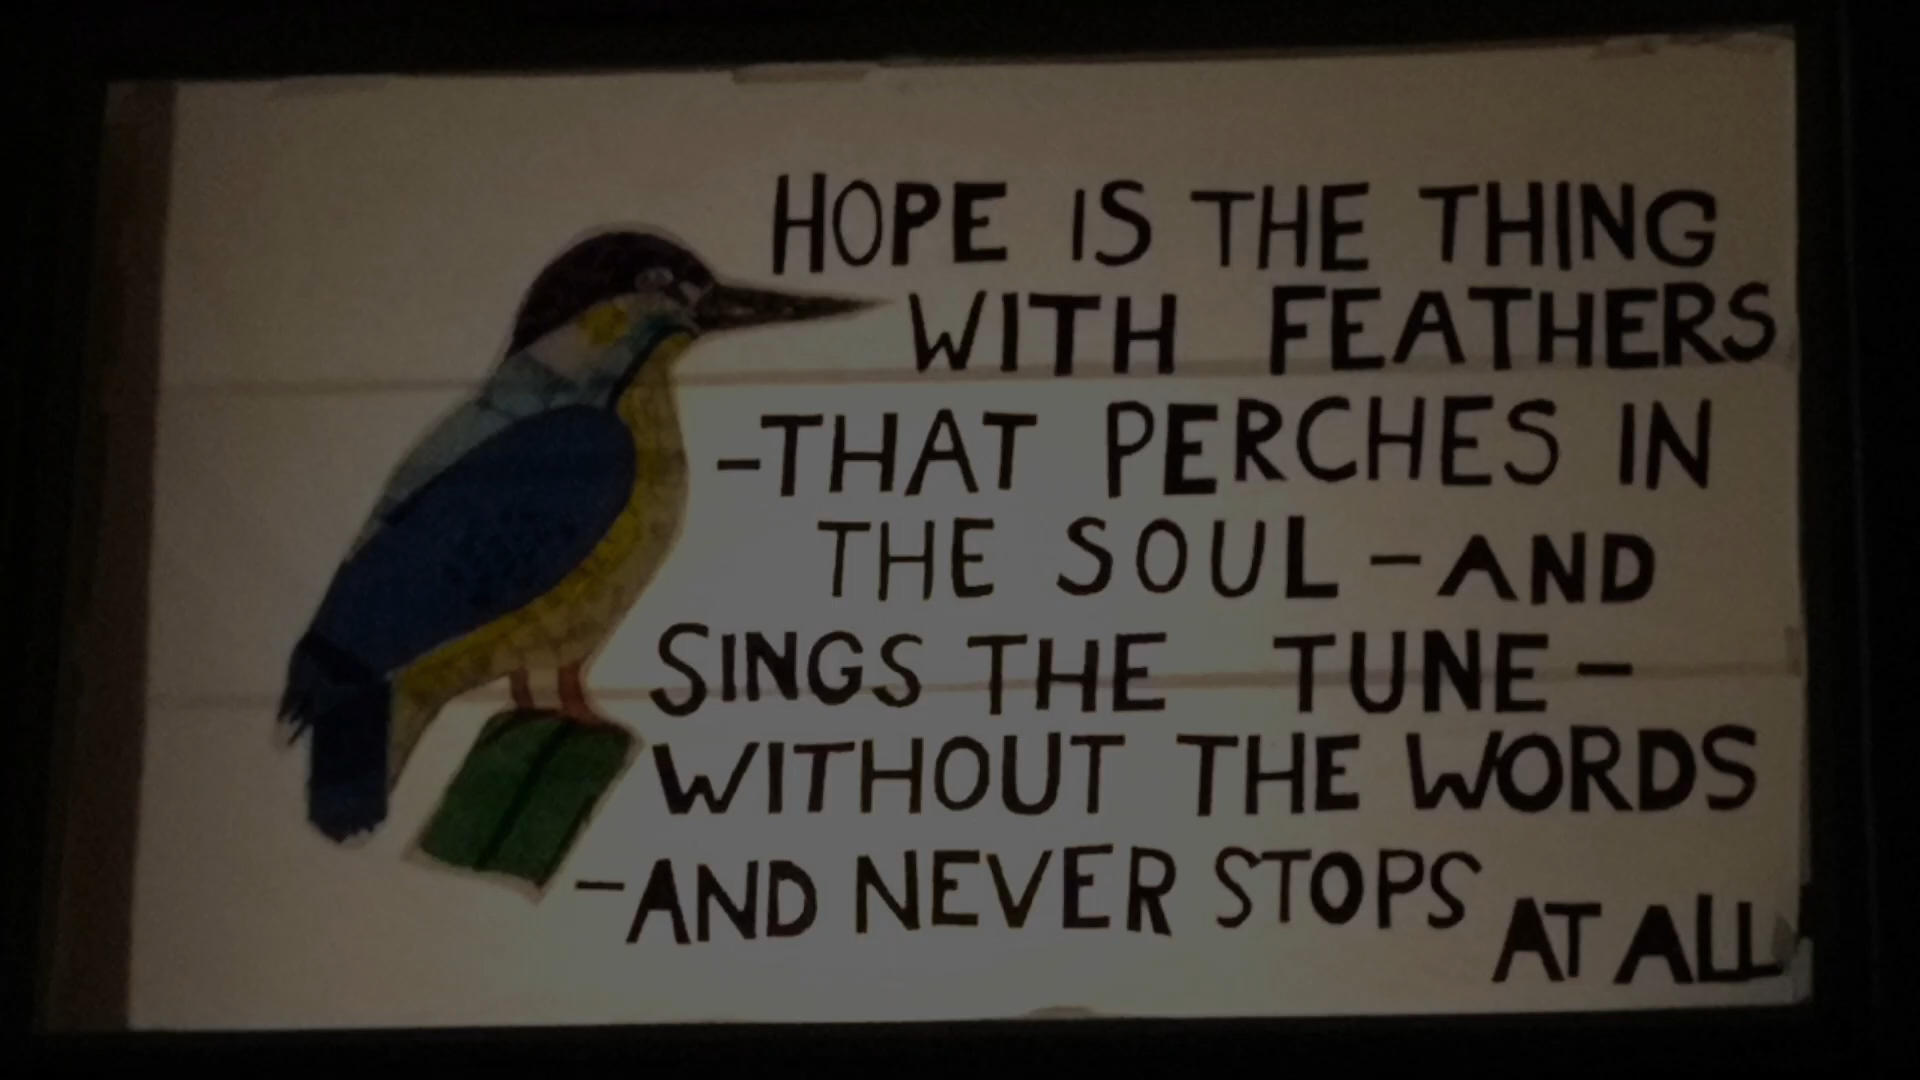 HOPE IS THE THING
WITH FEATHERS
-THAT PERCHES IN
THE SOUL - AND
SINGS THE TUNE -
WITHOUT THE WORDS
- AND NEVER STOPS
AT ALL